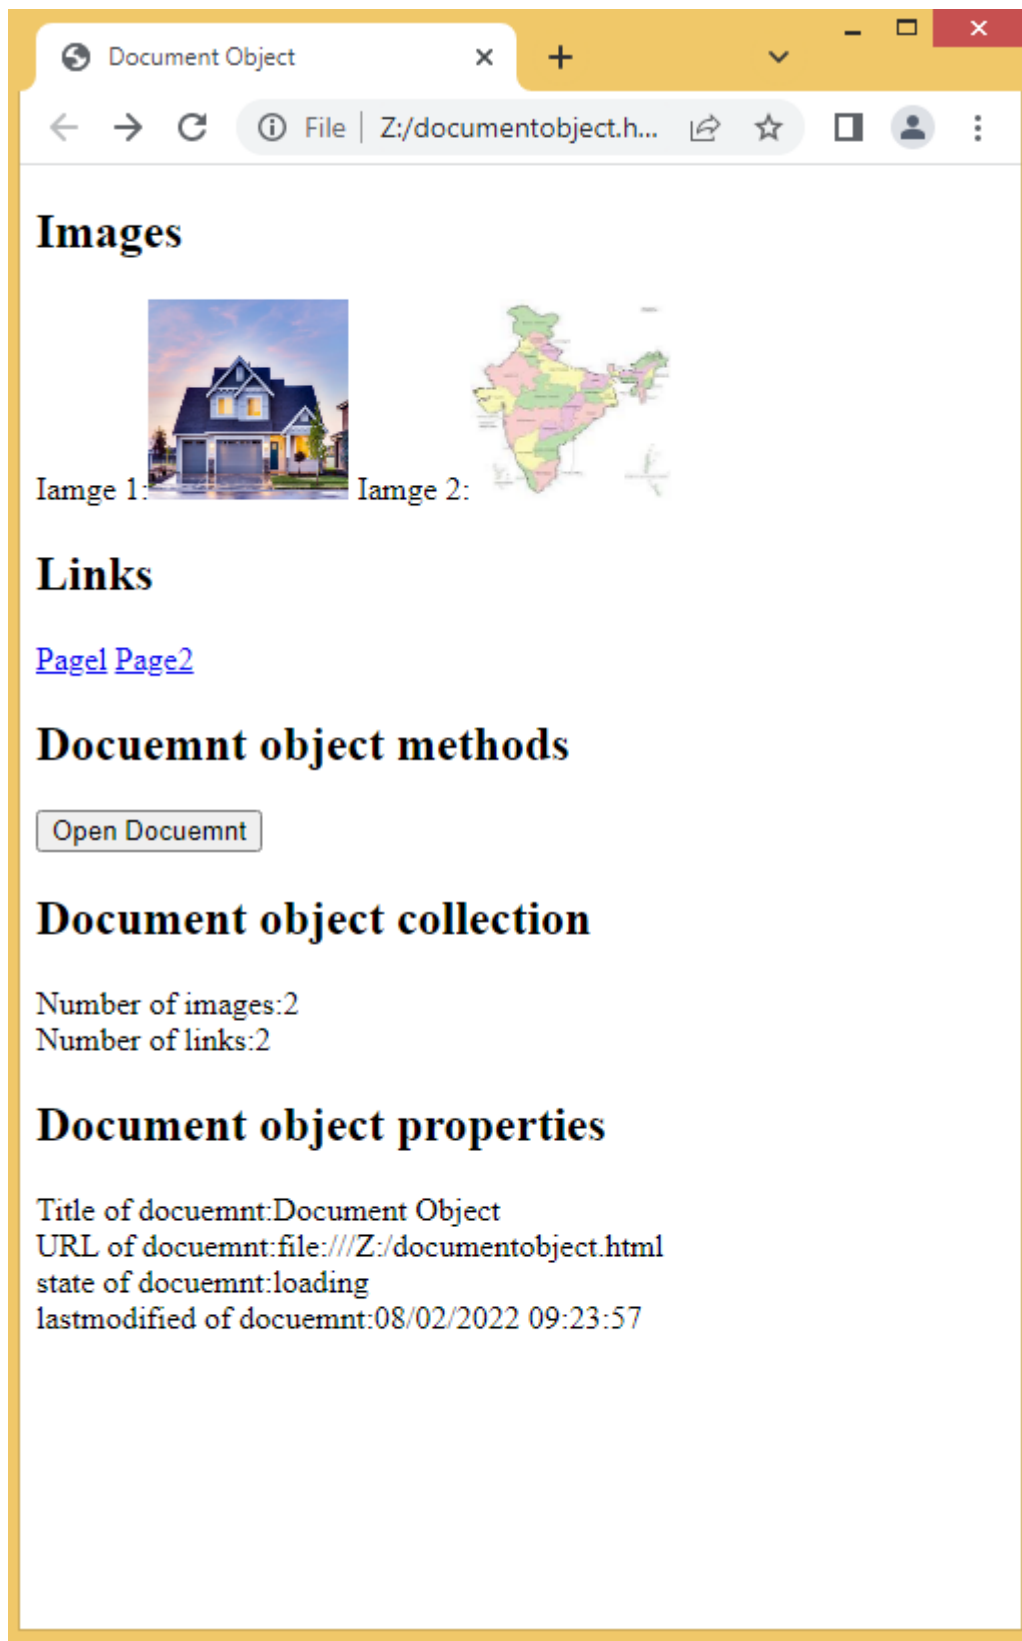 Document Object
File | Z:/documentobject.h...
Images
Iamge 1: Iamge 2:
Links
Page1 Page2
Docuemnt object methods
Open Docuemnt
Document object collection
Number of images:2
Number of links:2
Document object properties
Title of docuemnt:Document Object
URL of docuemnt:file:///Z:/documentobject.html
state of docuemnt:loading
lastmodified of docuemnt:08/02/2022 09:23:57